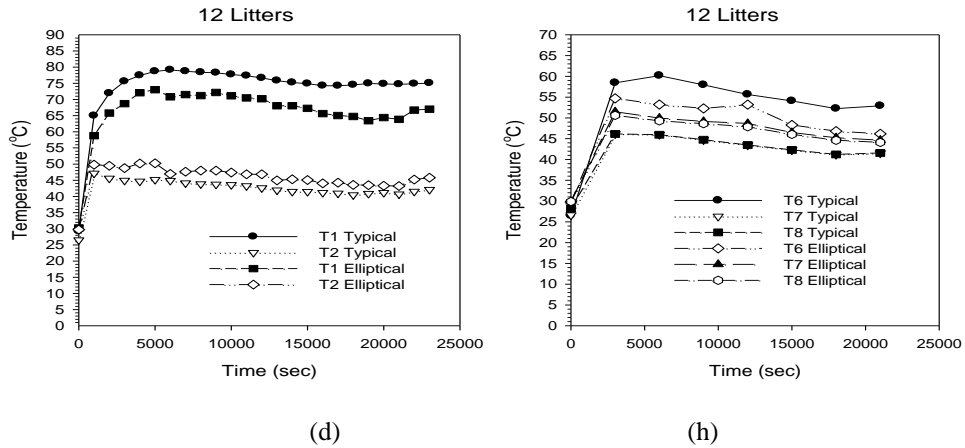 12 Litters
90
85
80
75
70
65
60
55
50
45
40
35
30
25
20
15
10
5
0
Temperature (⁰C)
T1 Typical
T2 Typical
T1 Elliptical
T2 Elliptical
0 5000 10000 15000 20000 25000
Time (sec)
(d)
12 Litters
70
65
60
55
50
45
40
35
30
25
20
15
10
5
0
Temperature (⁰C)
T6 Typical
T7 Typical
T8 Typical
T6 Elliptical
T7 Elliptical
T8 Elliptical
0 5000 10000 15000 20000 25000
Time (sec)
(h)